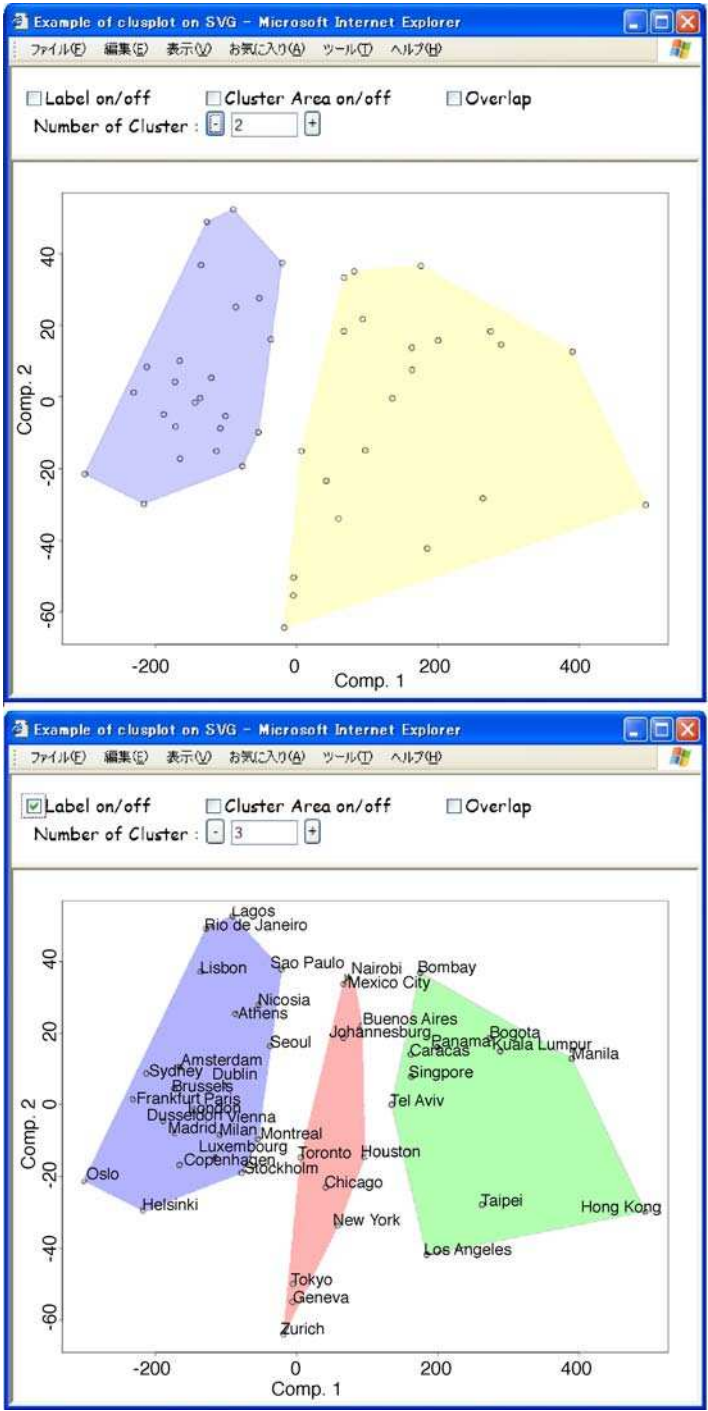 Example of clusplot on SVG - Microsoft Internet Explorer
ファイル(F) 編集(E) 表示(V) お気に入り(A) ツール(T) ヘルプ(H)
Label on/off Cluster Area on/off Overlap
Number of Cluster : - 2 +
Comp. 2
40
20
0
-20
-40
-60
-200 0 200 400
Comp. 1
Example of clusplot on SVG - Microsoft Internet Explorer
ファイル(F) 編集(E) 表示(V) お気に入り(A) ツール(T) ヘルプ(H)
Label on/off Cluster Area on/off Overlap
Number of Cluster : - 3 +
Comp. 2
40
20
0
-20
-40
-60
Lagos
Rio de Janeiro
Lisbon Sao Paulo Nairobi Bombay
Mexico City
Nicosia
Athens Buenos Aires
Seoul Johannesburg Panama Bogota
Caracas Kuala Lumpur
Manila
Amsterdam
Sydney Dublin Singpore
Brussels
Frankfurt Paris Tel Aviv
London
Dusseldorf Vienna
Madrid Milan Montreal
Luxembourg Toronto Houston
Copenhagen
Stockholm
Oslo Chicago
Helsinki New York Taipei Hong Kong
Los Angeles
Tokyo
Geneva
Zurich
-200 0 200 400
Comp. 1